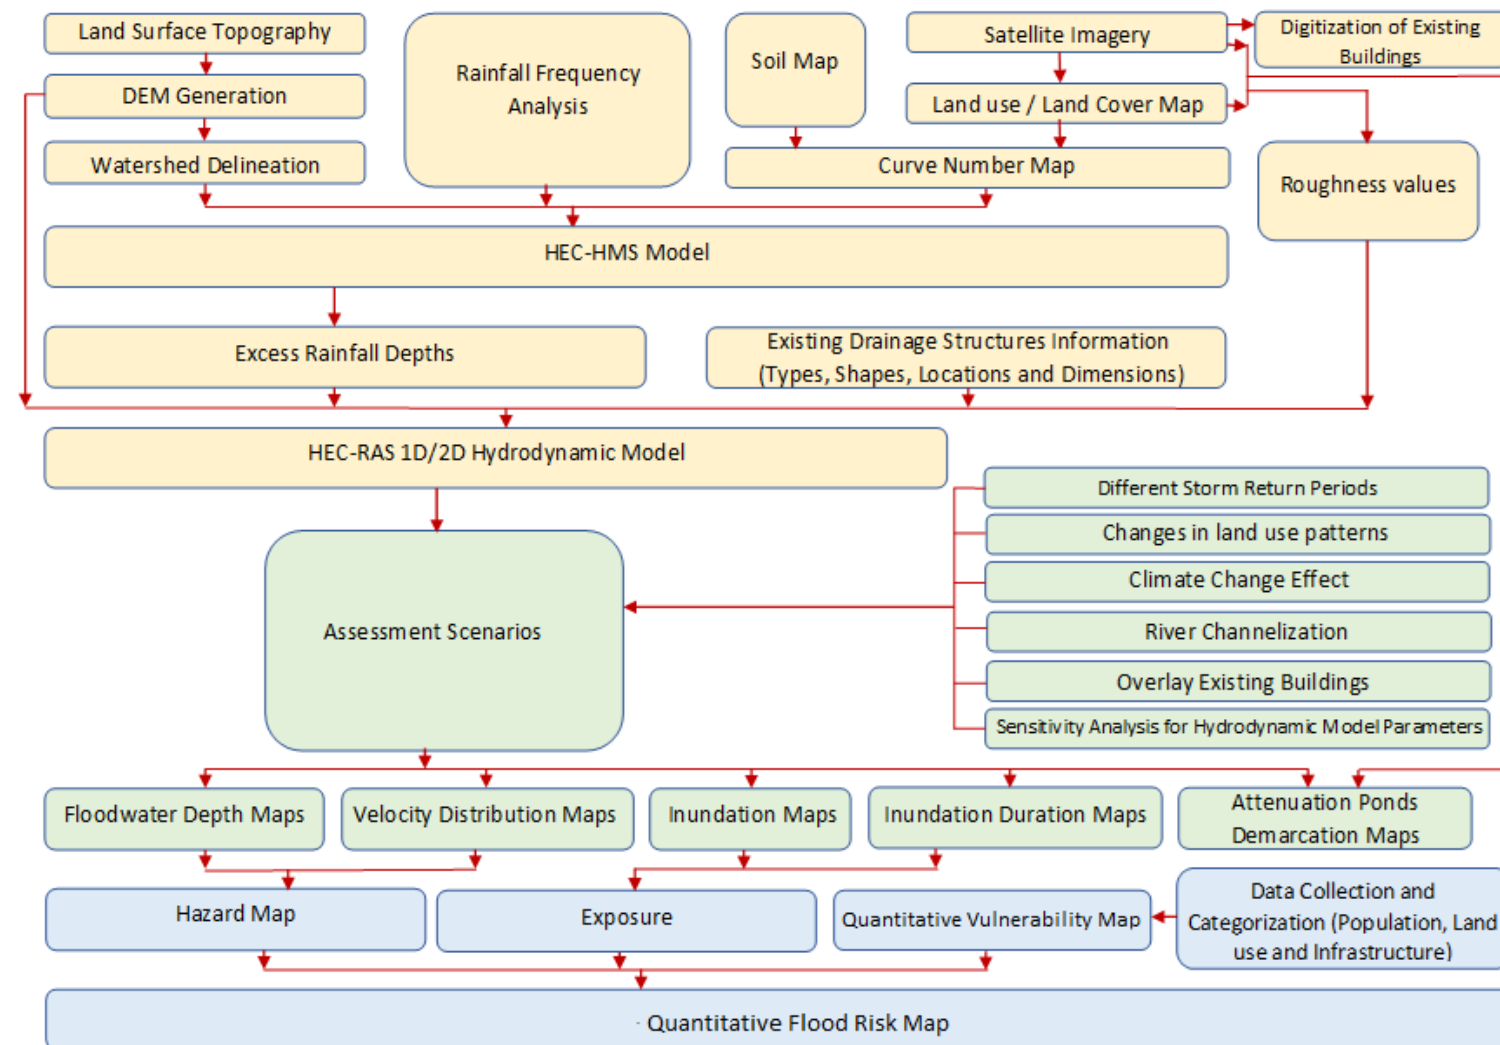 Land Surface Topography
DEM Generation
Watershed Delineation
Rainfall Frequency
Analysis
Soil Map
Satellite Imagery
Land use / Land Cover Map
Curve Number Map
Digitization of Existing
Buildings
Roughness values
HEC-HMS Model
Excess Rainfall Depths
Existing Drainage Structures Information
(Types, Shapes, Locations and Dimensions)
HEC-RAS 1D/2D Hydrodynamic Model
Different Storm Return Periods
Changes in land use patterns
Climate Change Effect
River Channelization
Overlay Existing Buildings
Sensitivity Analysis for Hydrodynamic Model Parameters
Assessment Scenarios
Floodwater Depth Maps
Velocity Distribution Maps
Inundation Maps
Inundation Duration Maps
Attenuation Ponds
Demarcation Maps
Hazard Map
Exposure
Quantitative Vulnerability Map
Data Collection and
Categorization (Population, Land
use and Infrastructure)
Quantitative Flood Risk Map